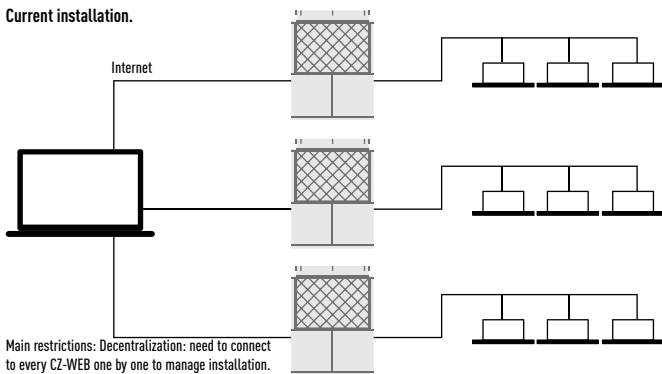 Current installation.
Internet
Main restrictions: Decentralization: need to connect
to every CZ-WEB one by one to manage installation.